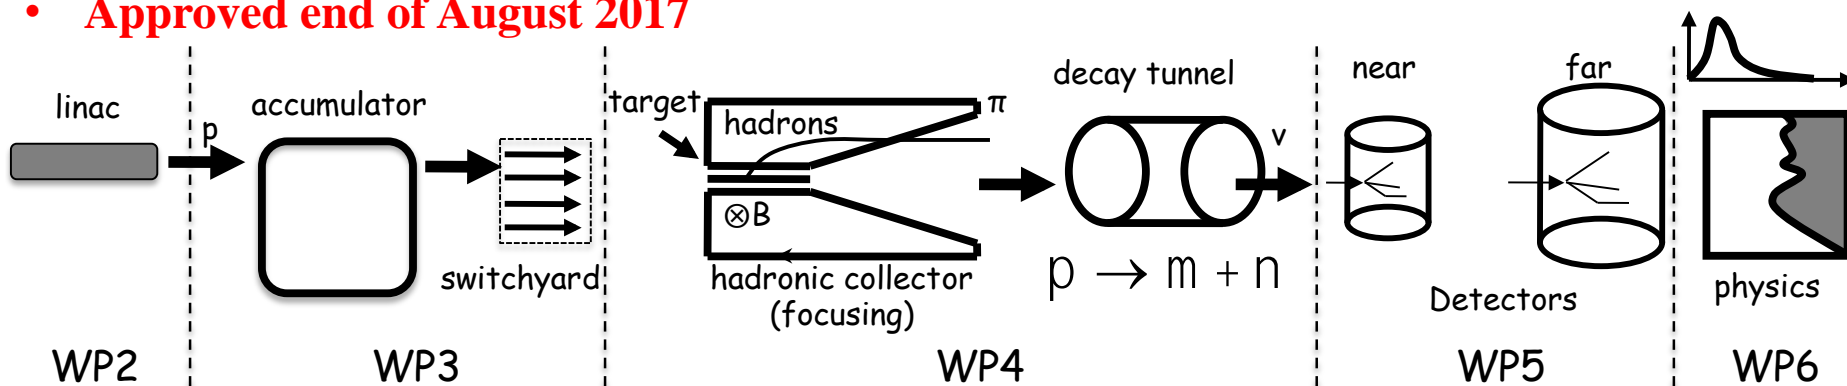 • Approved end of August 2017
linac
p
accumulator
switchyard
target
hadrons
π
⊗B
hadronic collector
(focusing)
decay tunnel
ν
p → m + n
near
far
Detectors
physics
WP2
WP3
WP4
WP5
WP6